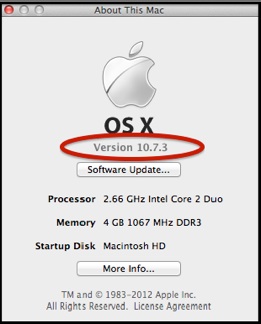 About This Mac
OS X
Version 10.7.3
Software Update...
Processor 2.66 GHz Intel Core 2 Duo
Memory 4 GB 1067 MHz DDR3
Startup Disk Macintosh HD
More Info...
TM and © 1983-2012 Apple Inc.
All Rights Reserved. License Agreement